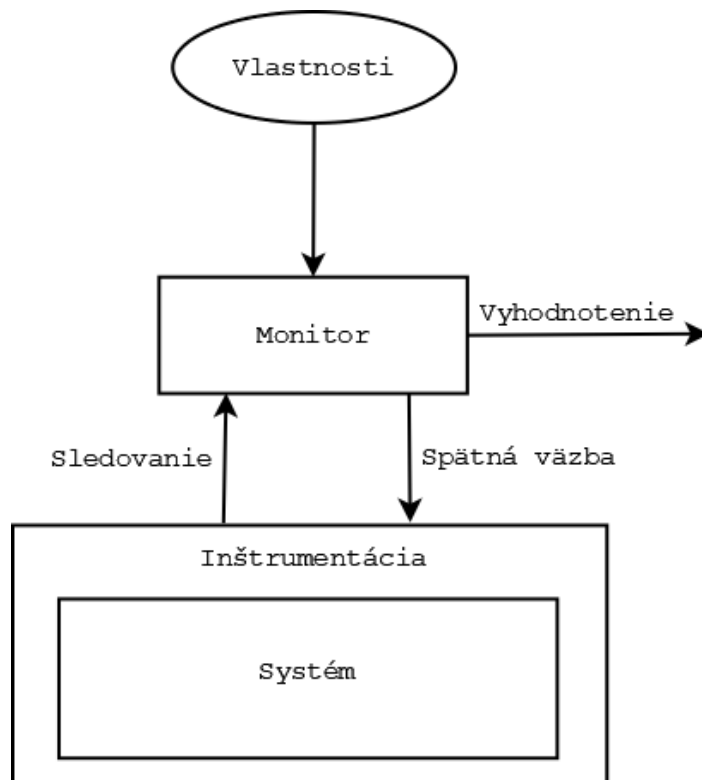 Vlastnosti
Vyhodnotenie
Monitor
Sledovanie
Spätná väzba
Inštrumentácia
Systém